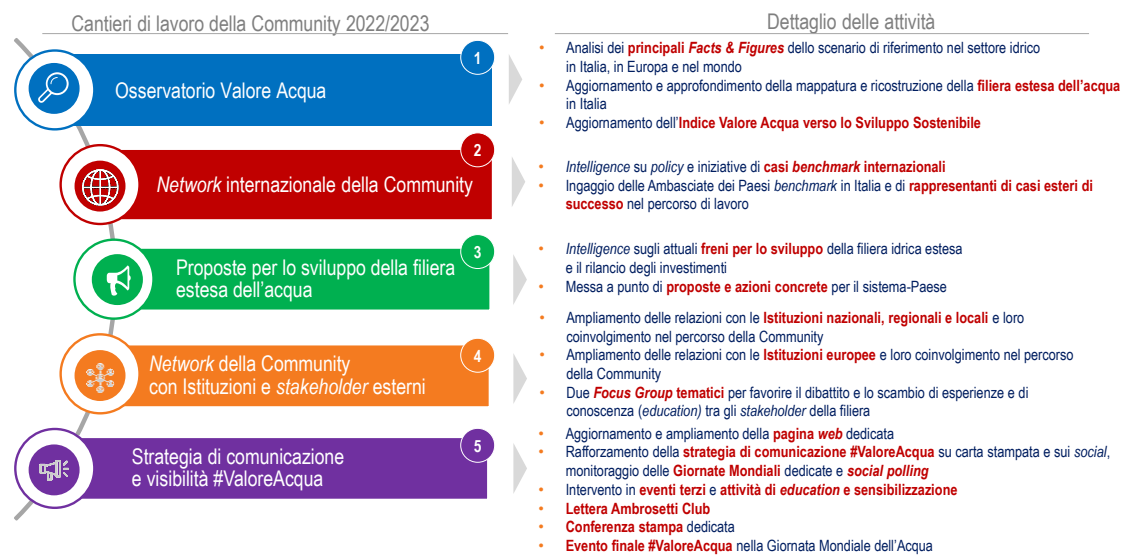 Cantieri di lavoro della Community 2022/2023
Dettaglio delle attività
1
Osservatorio Valore Acqua
• Analisi dei principali Facts & Figures dello scenario di riferimento nel settore idrico
in Italia, in Europa e nel mondo
• Aggiornamento e approfondimento della mappatura e ricostruzione della filiera estesa dell'acqua
in Italia
• Aggiornamento dell'Indice Valore Acqua verso lo Sviluppo Sostenibile
2
Network internazionale della Community
• Intelligence su policy e iniziative di casi benchmark internazionali
• Ingaggio delle Ambasciate dei Paesi benchmark in Italia e di rappresentanti di casi esteri di
successo nel percorso di lavoro
3
Proposte per lo sviluppo della filiera
estesa dell'acqua
• Intelligence sugli attuali freni per lo sviluppo della filiera idrica estesa
e il rilancio degli investimenti
• Messa a punto di proposte e azioni concrete per il sistema-Paese
4
Network della Community
con Istituzioni e stakeholder esterni
• Ampliamento delle relazioni con le Istituzioni nazionali, regionali e locali e loro
coinvolgimento nel percorso della Community
• Ampliamento delle relazioni con le Istituzioni europee e loro coinvolgimento nel percorso
della Community
• Due Focus Group tematici per favorire il dibattito e lo scambio di esperienze e di
conoscenza (education) tra gli stakeholder della filiera
5
Strategia di comunicazione
e visibilità #ValoreAcqua
• Aggiornamento e ampliamento della pagina web dedicata
• Rafforzamento della strategia di comunicazione #ValoreAcqua su carta stampata e sui social,
monitoraggio delle Giornate Mondiali dedicate e social polling
• Intervento in eventi terzi e attività di education e sensibilizzazione
• Lettera Ambrosetti Club
• Conferenza stampa dedicata
• Evento finale #ValoreAcqua nella Giornata Mondiale dell'Acqua